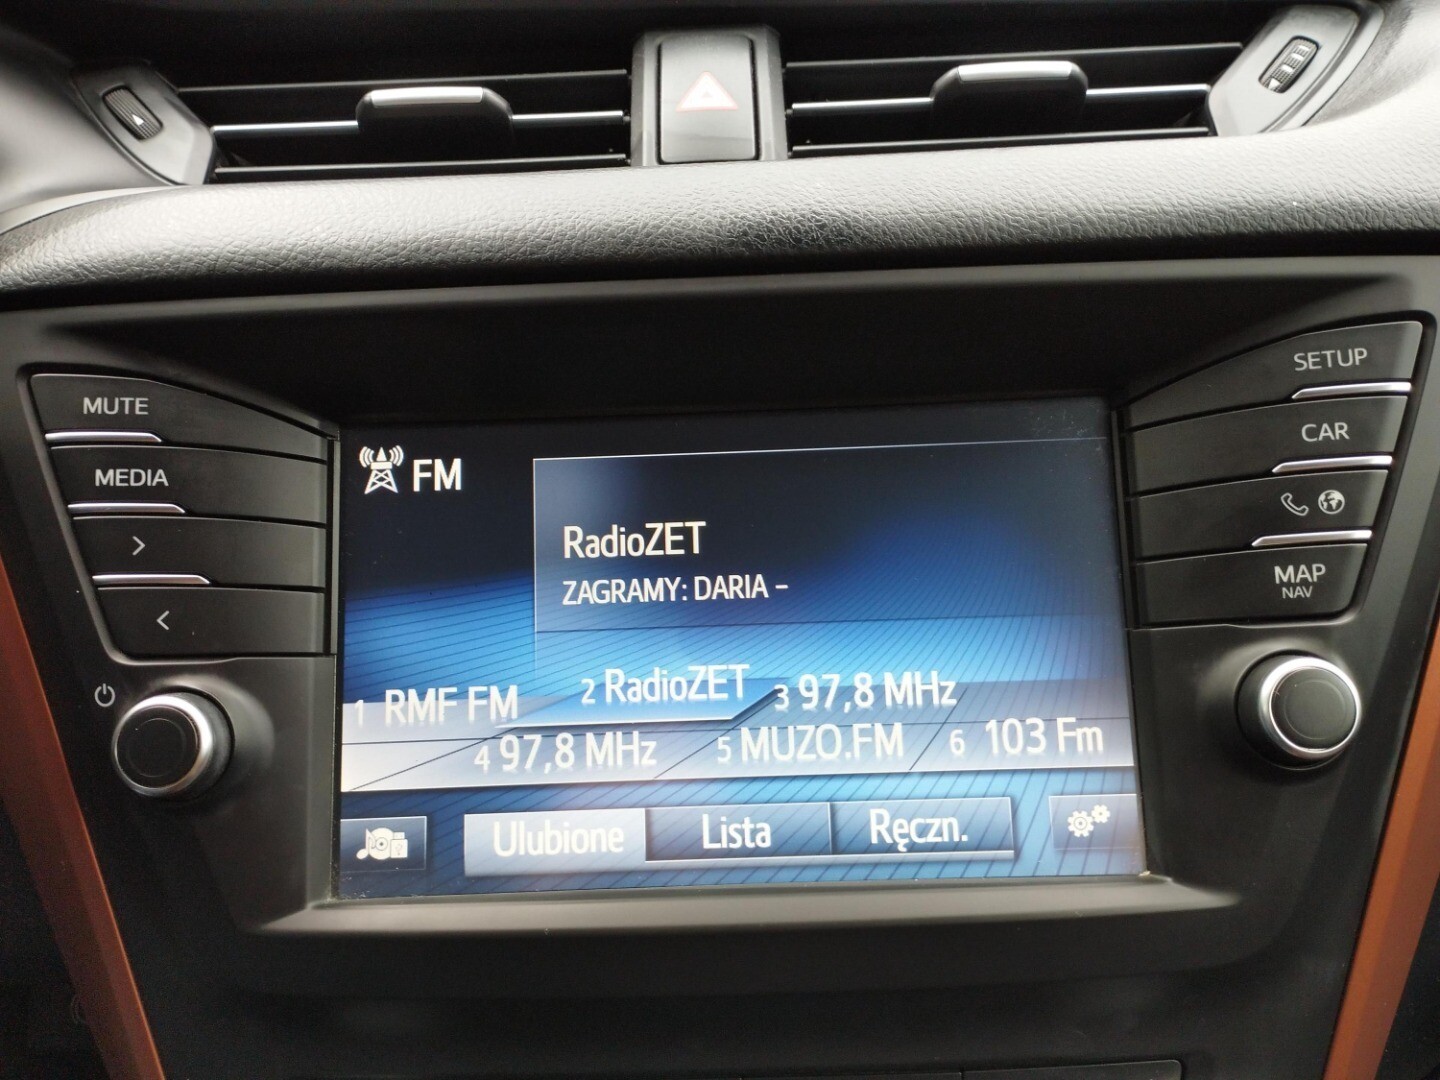 MUTE
MEDIA
SETUP
CAR
MAP
NAV
FM
RadioZET
ZAGRAMY: DARIA -
1 RMF FM
2 RadioZET
3 97,8 MHz
4 97,8 MHz
5 MUZO.FM
6 103 Fm
Ulubione
Lista
Ręczn.